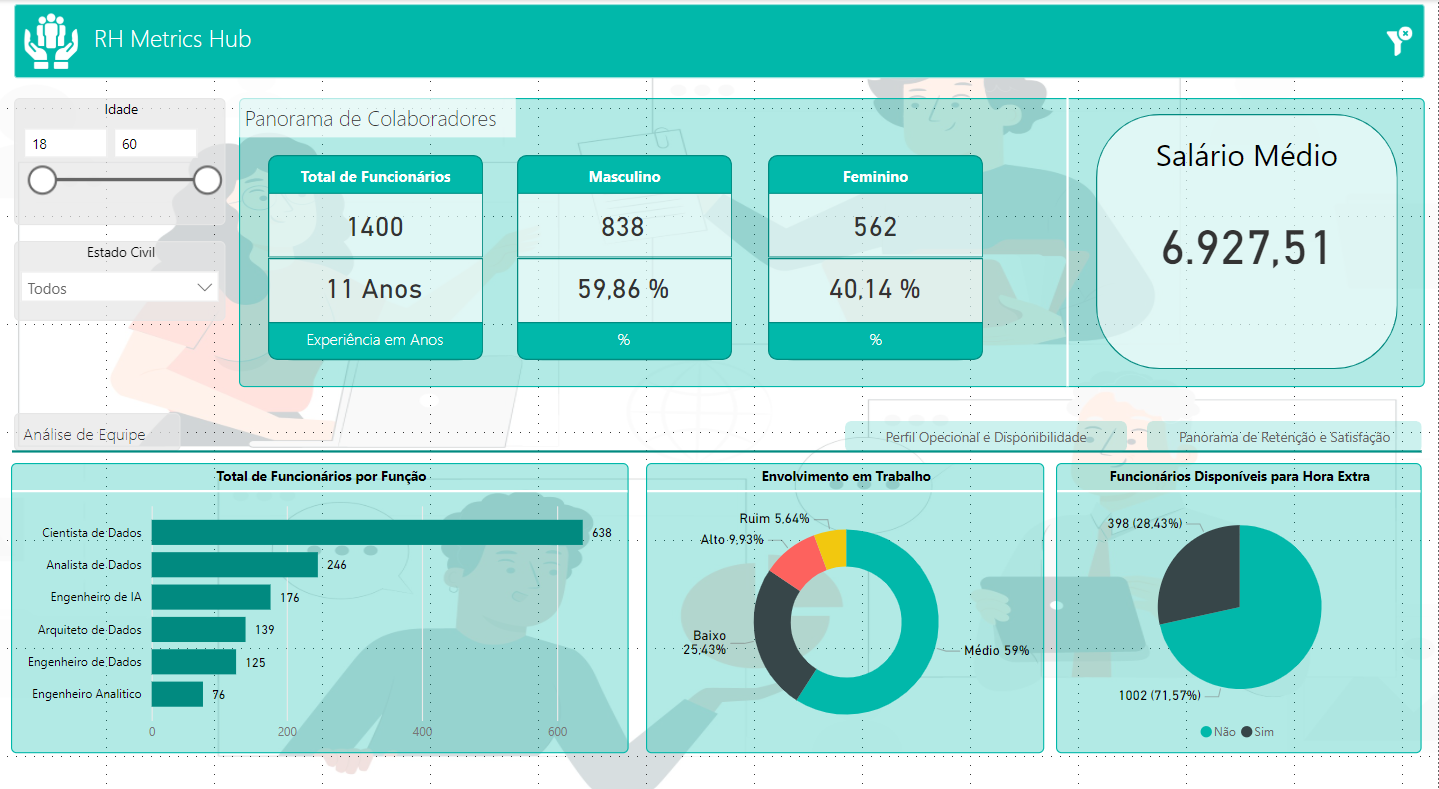 RH Metrics Hub
Idade
18
60
Estado Civil
Todos
Panorama de Colaboradores
Total de Funcionários
1400
11 Anos
Experiência em Anos
Masculino
838
59,86 %
%
Feminino
562
40,14 %
%
Salário Médio
6.927,51
Análise de Equipe
Perfil Opecional e Disponibilidade
Panorama de Retenção e Satisfação
Total de Funcionários por Função
Cientista de Dados
638
Analista de Dados
246
Engenheiro de IA
176
Arquiteto de Dados
139
Engenheiro de Dados
125
Engenheiro Analitico
76
0
200
400
600
Envolvimento em Trabalho
Ruim 5,64%
Alto 9,93%
Baixo
25,43%
Médio 59%
Funcionários Disponíveis para Hora Extra
398 (28,43%)
1002 (71,57%)
Não
Sim